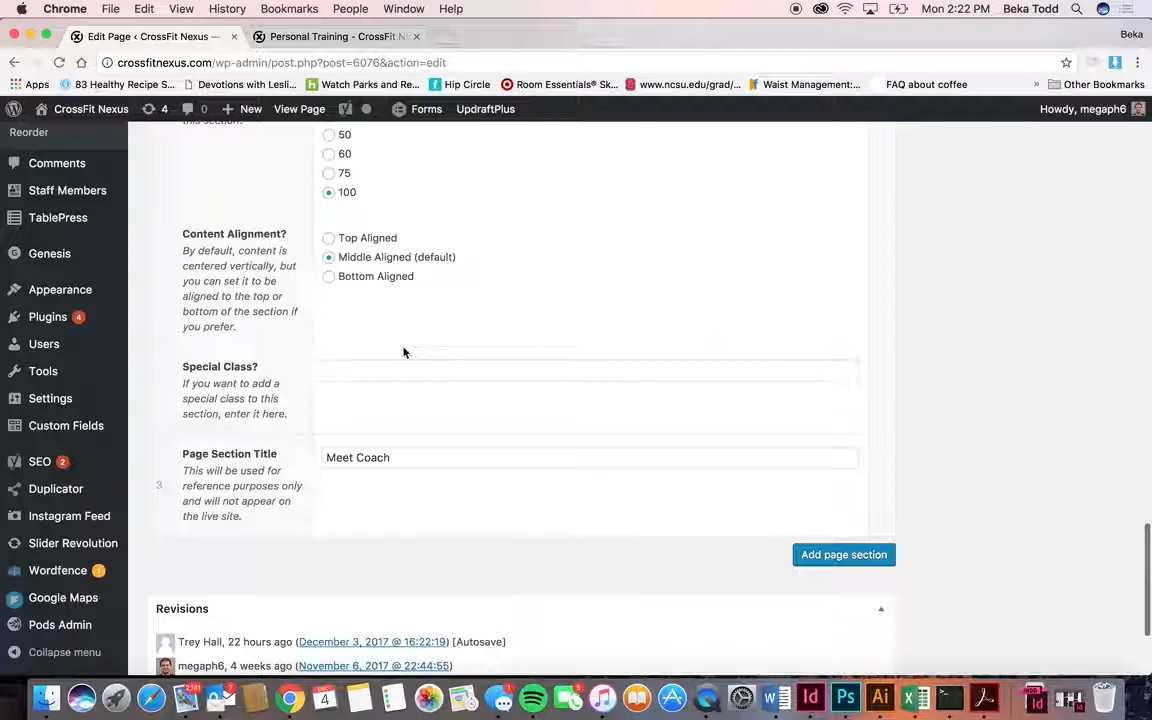 Chrome File Edit View History Bookmarks People Window Help Mon 2:22 PM Beka Todd
Edit Page ‹ CrossFit Nexus — × Personal Training - CrossFit N × Beka
crossfitnexus.com/wp-admin/post.php?post=6076&action=edit
Apps 83 Healthy Recipe S... Devotions with Lesli... Watch Parks and Re... Hip Circle Room Essentials® Sk... www.ncsu.edu/grad/... Waist Management:... FAQ about coffee » Other Bookmarks
CrossFit Nexus 4 0 + New View Page Forms UpdraftPlus Howdy, megaph6
Reorder
Comments
Staff Members
TablePress
Genesis
Appearance
Plugins 4
Users
Tools
Settings
Custom Fields
SEO 2
Duplicator
Instagram Feed
Slider Revolution
Wordfence 1
Google Maps
Pods Admin
Collapse menu
this section.
50
60
75
100
Content Alignment?
By default, content is
centered vertically, but
you can set it to be
aligned to the top or
bottom of the section if
you prefer.
Top Aligned
Middle Aligned (default)
Bottom Aligned
Special Class?
If you want to add a
special class to this
section, enter it here.
3
Page Section Title
This will be used for
reference purposes only
and will not appear on
the live site.
Meet Coach
Add page section
Revisions
Trey Hall, 22 hours ago (December 3, 2017 @ 16:22:19) [Autosave]
megaph6, 4 weeks ago (November 6, 2017 @ 22:44:55)